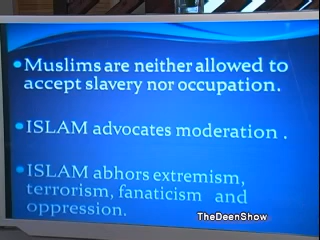 • Muslims are neither allowed to
accept slavery nor occupation.
• ISLAM advocates moderation .
• ISLAM abhors extremism,
terrorism, fanaticism and
oppression.
TheDeenShow